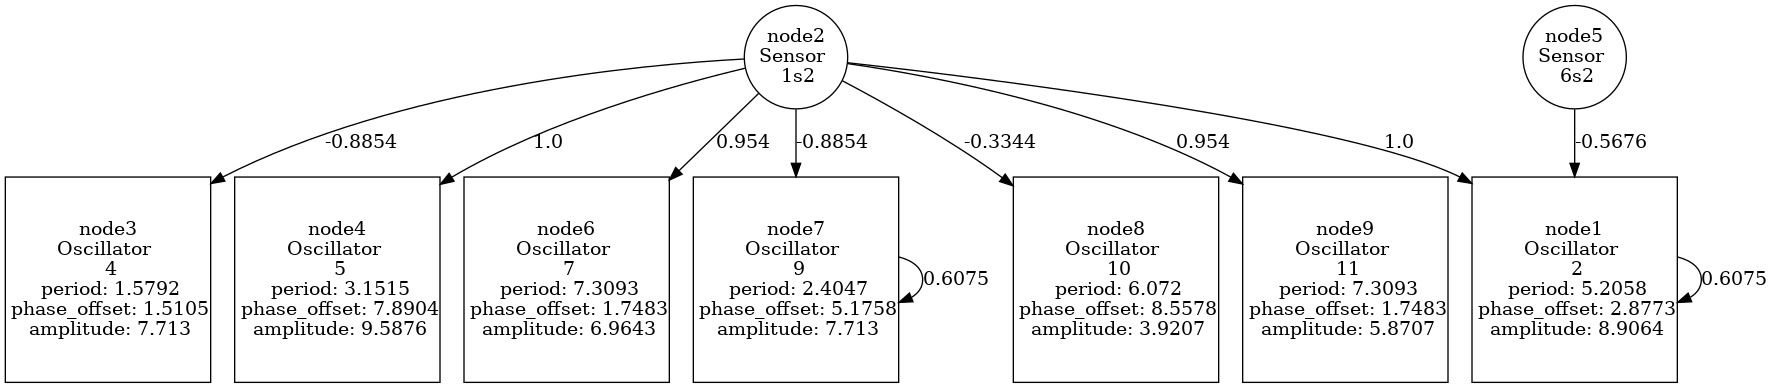 node2
Sensor
1s2
node5
Sensor
6s2
-0.8854
1.0
0.954
-0.8854
-0.3344
0.954
1.0
-0.5676
node3
Oscillator
4
period: 1.5792
phase_offset: 1.5105
amplitude: 7.713
node4
Oscillator
5
period: 3.1515
phase_offset: 7.8904
amplitude: 9.5876
node6
Oscillator
7
period: 7.3093
phase_offset: 1.7483
amplitude: 6.9643
node7
Oscillator
9
period: 2.4047
phase_offset: 5.1758
amplitude: 7.713
0.6075
node8
Oscillator
10
period: 6.072
phase_offset: 8.5578
amplitude: 3.9207
node9
Oscillator
11
period: 7.3093
phase_offset: 1.7483
amplitude: 5.8707
node1
Oscillator
2
period: 5.2058
phase_offset: 2.8773
amplitude: 8.9064
0.6075